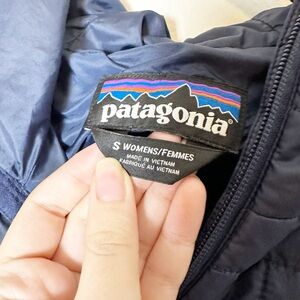 patagonia®
S WOMENS/FEMMES
MADE IN VIETNAM
FABRIQUÉ AU VIETNAM